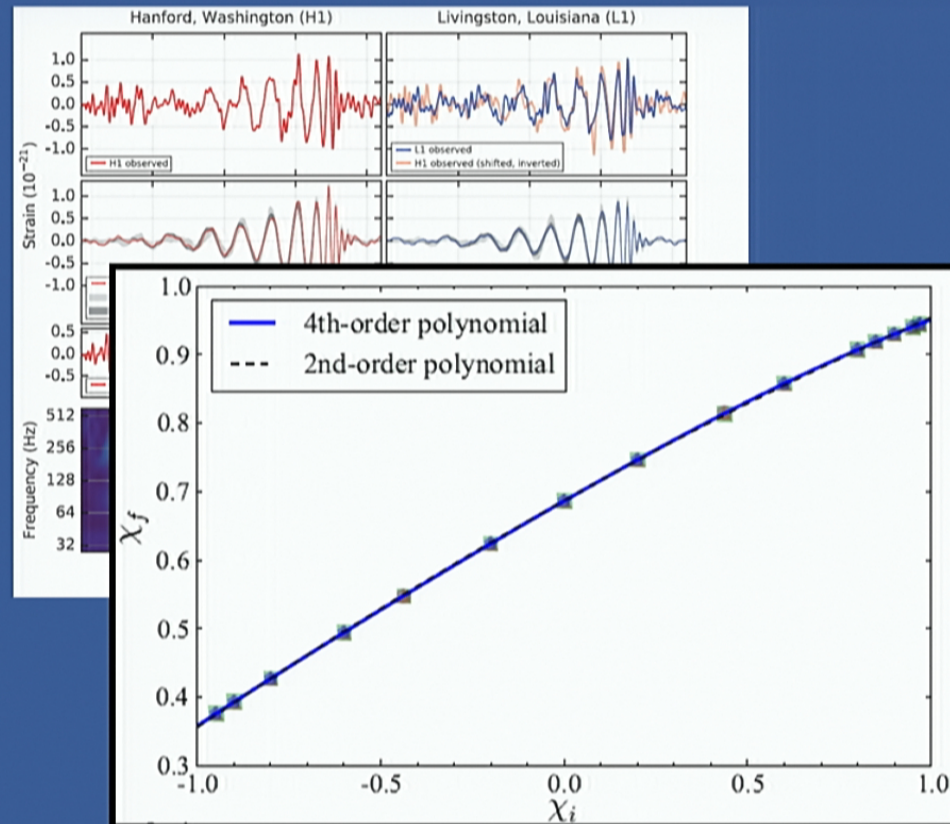 Hanford, Washington (H1)
Livingston, Louisiana (L1)
Strain (10⁻²¹)
1.0
0.5
0.0
-0.5
-1.0
H1 observed
L1 observed
H1 observed (shifted, inverted)
1.0
0.5
0.0
-0.5
-1.0
0.5
0.0
-0.5
Frequency (Hz)
512
256
128
64
32
χf
1.0
0.9
0.8
0.7
0.6
0.5
0.4
0.3
4th-order polynomial
2nd-order polynomial
-1.0 -0.5 0.0 0.5 1.0
χi